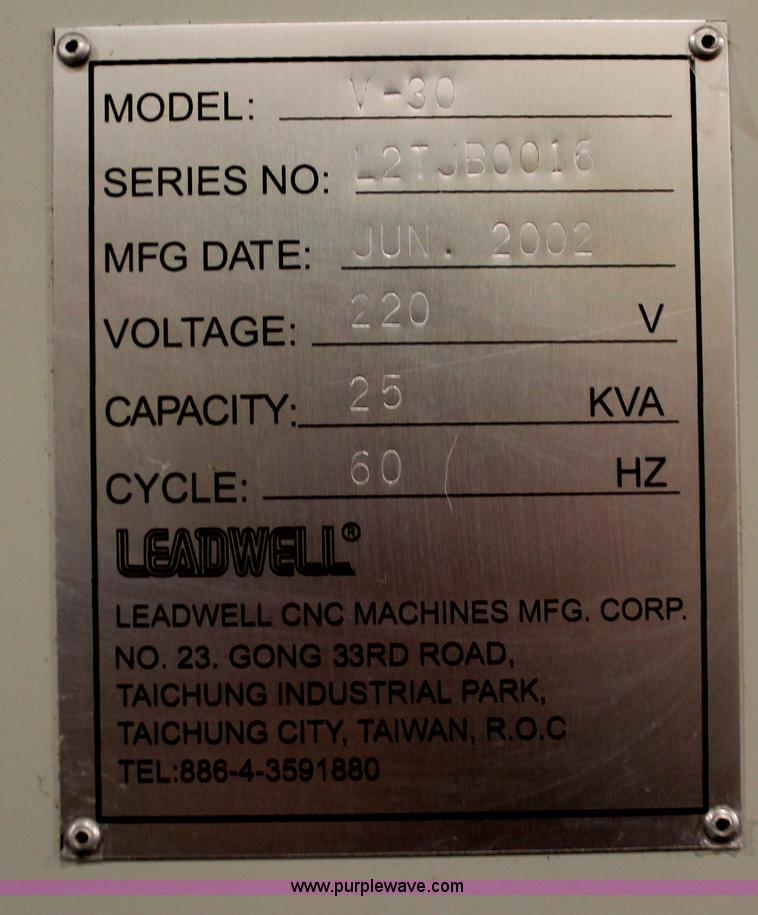 MODEL: V-30
SERIES NO: L2TJB0016
MFG DATE: JUN. 2002
VOLTAGE: 220 V
CAPACITY: 25 KVA
CYCLE: 60 HZ
LEADWELL®
LEADWELL CNC MACHINES MFG. CORP.
NO. 23. GONG 33RD ROAD,
TAICHUNG INDUSTRIAL PARK,
TAICHUNG CITY, TAIWAN, R.O.C
TEL:886-4-3591880
www.purplewave.com